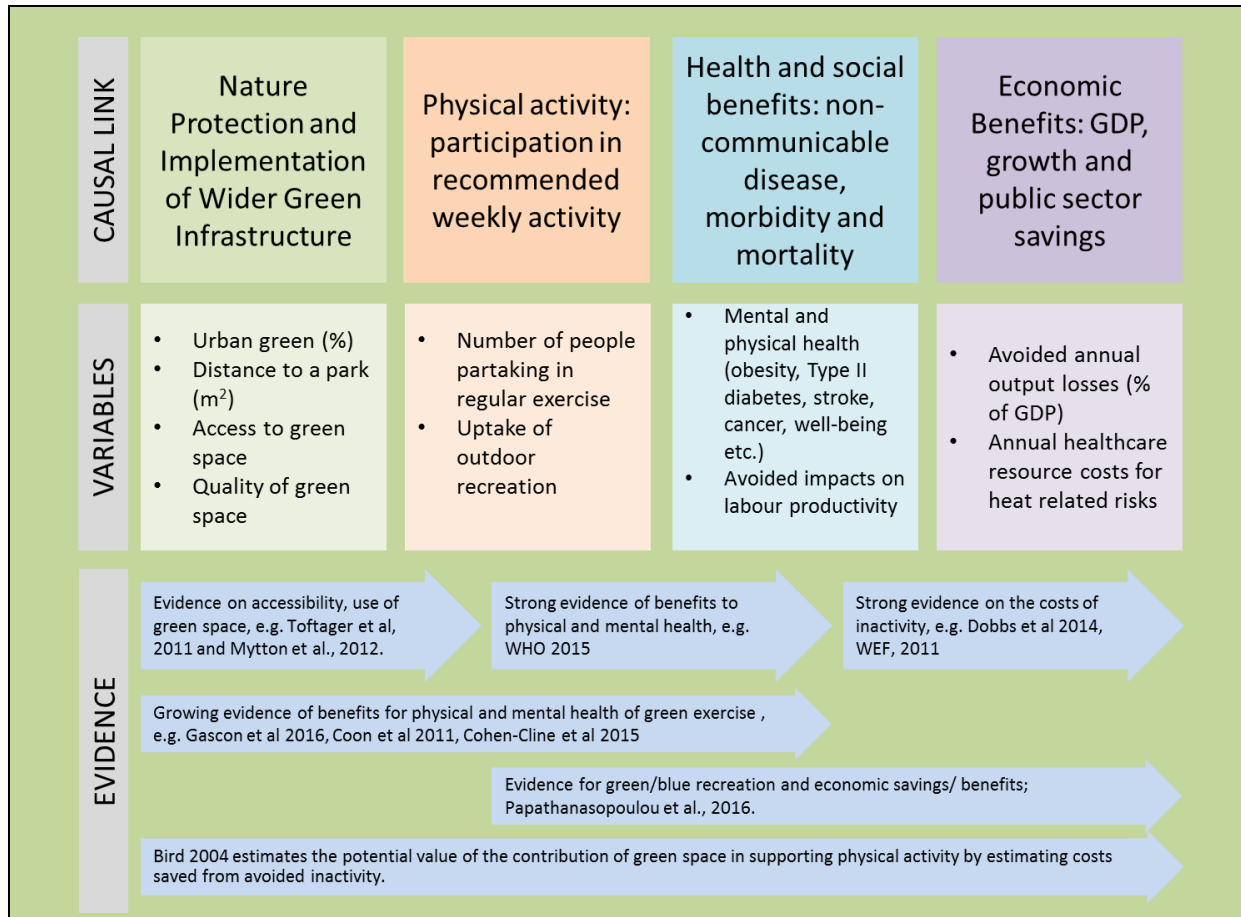 CAUSAL LINK
Nature
Protection and
Implementation
of Wider Green
Infrastructure
Physical activity:
participation in
recommended
weekly activity
Health and social
benefits: non-
communicable
disease,
morbidity and
mortality
Economic
Benefits: GDP,
growth and
public sector
savings
VARIABLES
• Urban green (%)
• Distance to a park
(m²)
• Access to green
space
• Quality of green
space
• Number of people
partaking in
regular exercise
• Uptake of
outdoor
recreation
• Mental and
physical health
(obesity, Type II
diabetes, stroke,
cancer, well-being
etc.)
• Avoided impacts on
labour productivity
• Avoided annual
output losses (%
of GDP)
• Annual healthcare
resource costs for
heat related risks
EVIDENCE
Evidence on accessibility, use of
green space, e.g. Toftager et al,
2011 and Mytton et al., 2012.
Strong evidence of benefits to
physical and mental health, e.g.
WHO 2015
Strong evidence on the costs of
inactivity, e.g. Dobbs et al 2014,
WEF, 2011
Growing evidence of benefits for physical and mental health of green exercise ,
e.g. Gascon et al 2016, Coon et al 2011, Cohen-Cline et al 2015
Evidence for green/blue recreation and economic savings/ benefits;
Papathanasopoulou et al., 2016.
Bird 2004 estimates the potential value of the contribution of green space in supporting physical activity by estimating costs
saved from avoided inactivity.